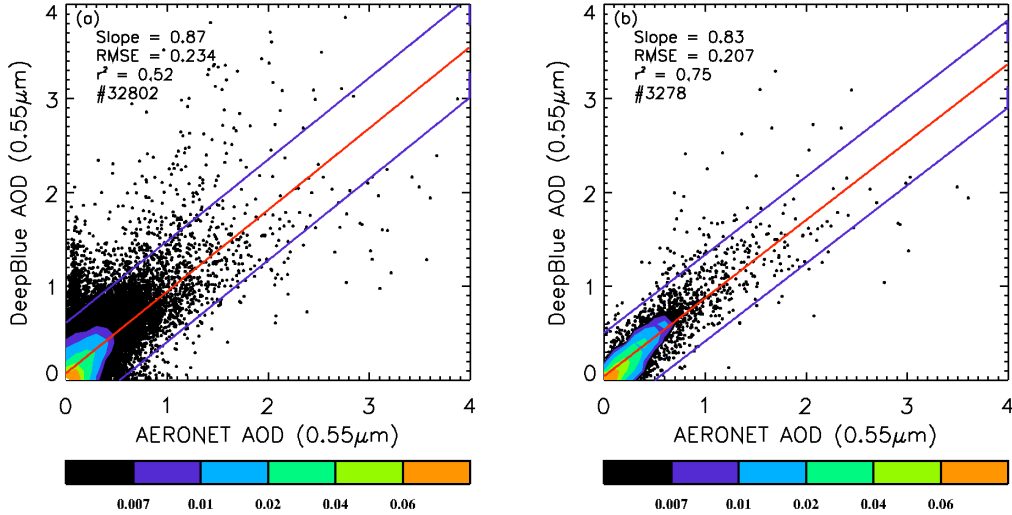 (a)
Slope = 0.87
RMSE = 0.234
r² = 0.52
#32802
DeepBlue AOD (0.55μm)
4
3
2
1
0
0 1 2 3 4
AERONET AOD (0.55μm)
0.007 0.01 0.02 0.04 0.06
(b)
Slope = 0.83
RMSE = 0.207
r² = 0.75
#3278
DeepBlue AOD (0.55μm)
4
3
2
1
0
0 1 2 3 4
AERONET AOD (0.55μm)
0.007 0.01 0.02 0.04 0.06